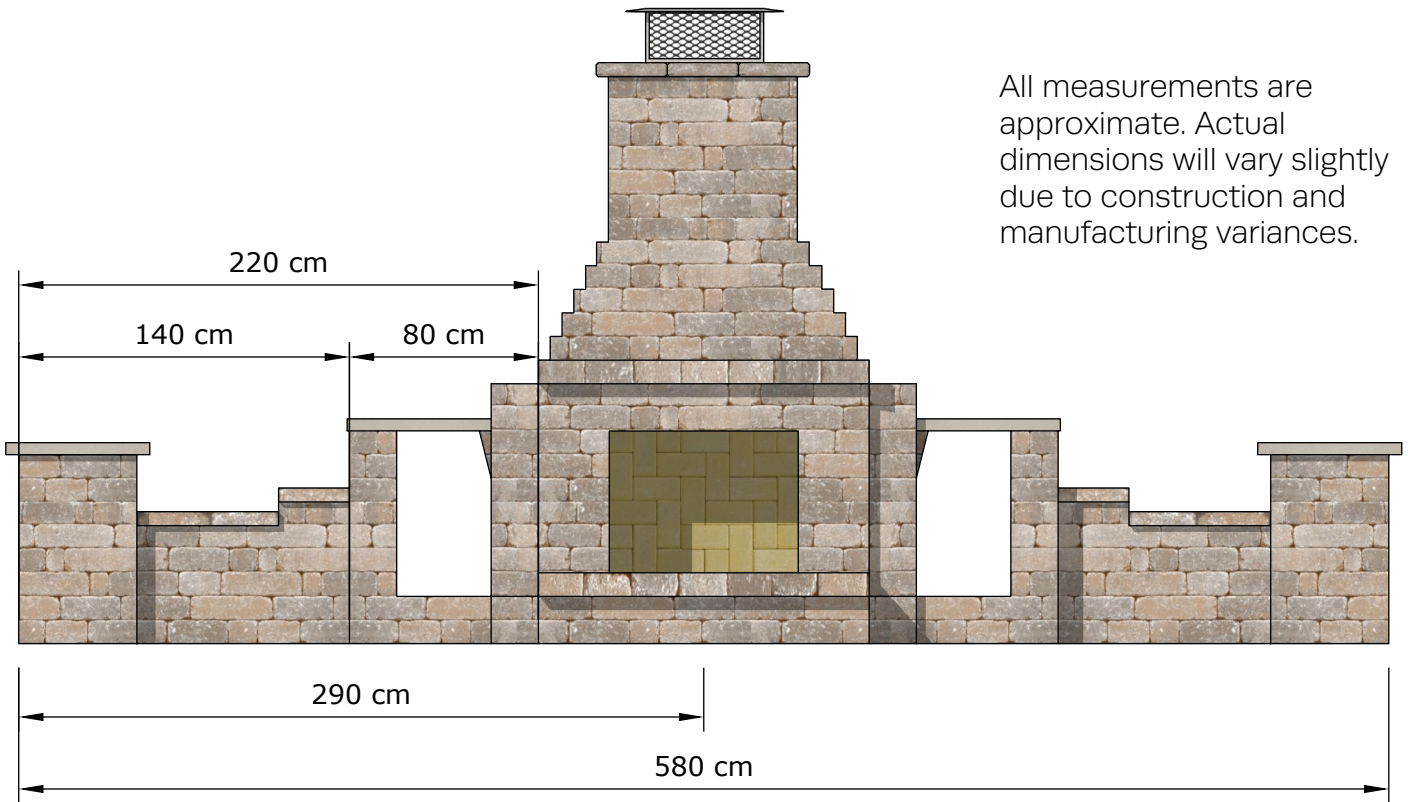 All measurements are
approximate. Actual
dimensions will vary slightly
due to construction and
manufacturing variances.
220 cm
140 cm
80 cm
290 cm
580 cm